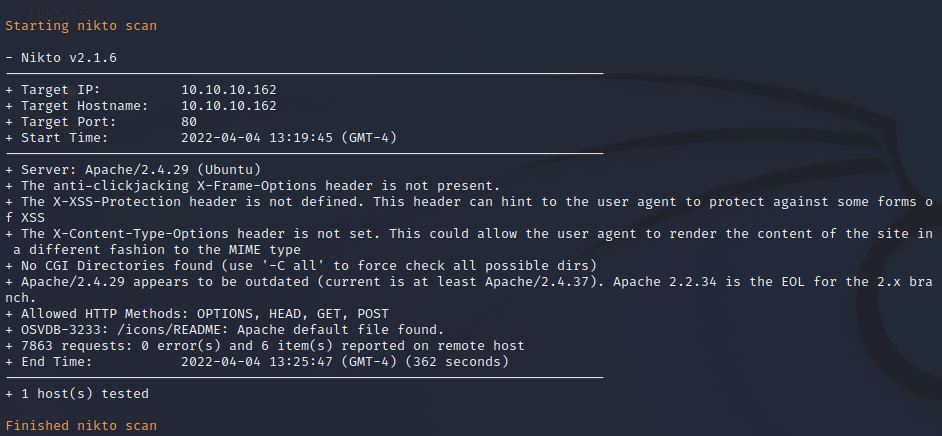 Starting nikto scan
- Nikto v2.1.6
+ Target IP: 10.10.10.162
+ Target Hostname: 10.10.10.162
+ Target Port: 80
+ Start Time: 2022-04-04 13:19:45 (GMT-4)
+ Server: Apache/2.4.29 (Ubuntu)
+ The anti-clickjacking X-Frame-Options header is not present.
+ The X-XSS-Protection header is not defined. This header can hint to the user agent to protect against some forms o
f XSS
+ The X-Content-Type-Options header is not set. This could allow the user agent to render the content of the site in
 a different fashion to the MIME type
+ No CGI Directories found (use '-C all' to force check all possible dirs)
+ Apache/2.4.29 appears to be outdated (current is at least Apache/2.4.37). Apache 2.2.34 is the EOL for the 2.x bra
nch.
+ Allowed HTTP Methods: OPTIONS, HEAD, GET, POST
+ OSVDB-3233: /icons/README: Apache default file found.
+ 7863 requests: 0 error(s) and 6 item(s) reported on remote host
+ End Time: 2022-04-04 13:25:47 (GMT-4) (362 seconds)
+ 1 host(s) tested
Finished nikto scan